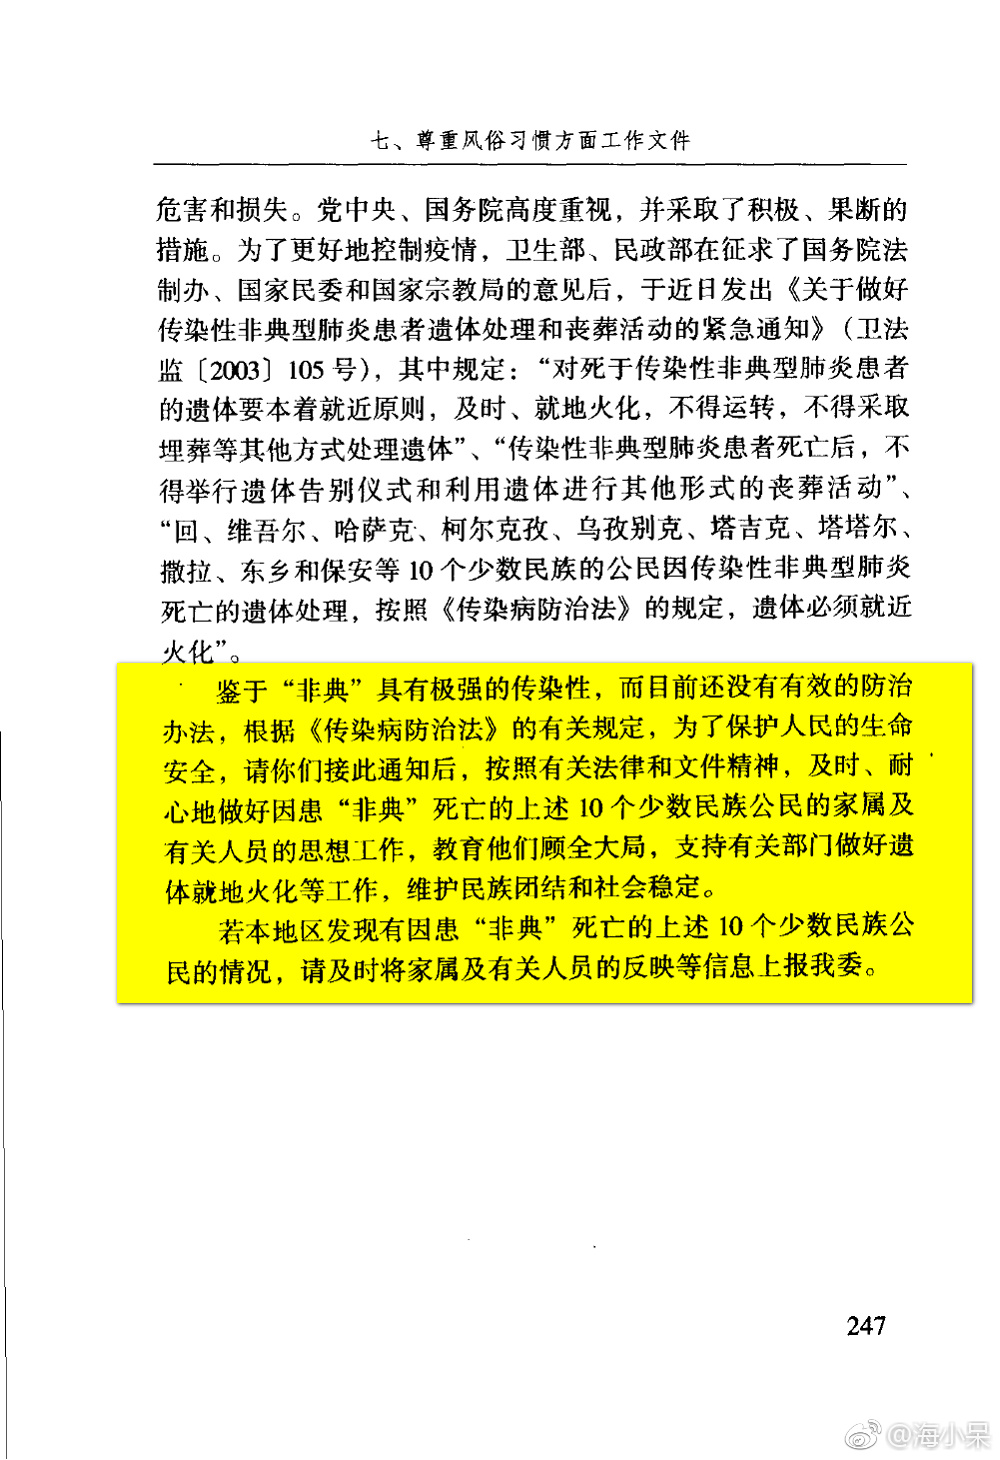 七、尊重风俗习惯方面工作文件
危害和损失。党中央、国务院高度重视，并采取了积极、果断的
措施。为了更好地控制疫情，卫生部、民政部在征求了国务院法
制办、国家民委和国家宗教局的意见后，于近日发出《关于做好
传染性非典型肺炎患者遗体处理和丧葬活动的紧急通知》（卫法
监〔2003〕105号），其中规定：“对死于传染性非典型肺炎患者
的遗体要本着就近原则，及时、就地火化，不得运转，不得采取
埋葬等其他方式处理遗体”、“传染性非典型肺炎患者死亡后，不
得举行遗体告别仪式和利用遗体进行其他形式的丧葬活动”、
“回、维吾尔、哈萨克、柯尔克孜、乌孜别克、塔吉克、塔塔尔、
撒拉、东乡和保安等10个少数民族的公民因传染性非典型肺炎
死亡的遗体处理，按照《传染病防治法》的规定，遗体必须就近
火化”。
鉴于“非典”具有极强的传染性，而目前还没有有效的防治
办法，根据《传染病防治法》的有关规定，为了保护人民的生命
安全，请你们接此通知后，按照有关法律和文件精神，及时、耐
心地做好因患“非典”死亡的上述10个少数民族公民的家属及
有关人员的思想工作，教育他们顾全大局，支持有关部门做好遗
体就地火化等工作，维护民族团结和社会稳定。
若本地区发现有因患“非典”死亡的上述10个少数民族公
民的情况，请及时将家属及有关人员的反映等信息上报我委。
247
@海小呆